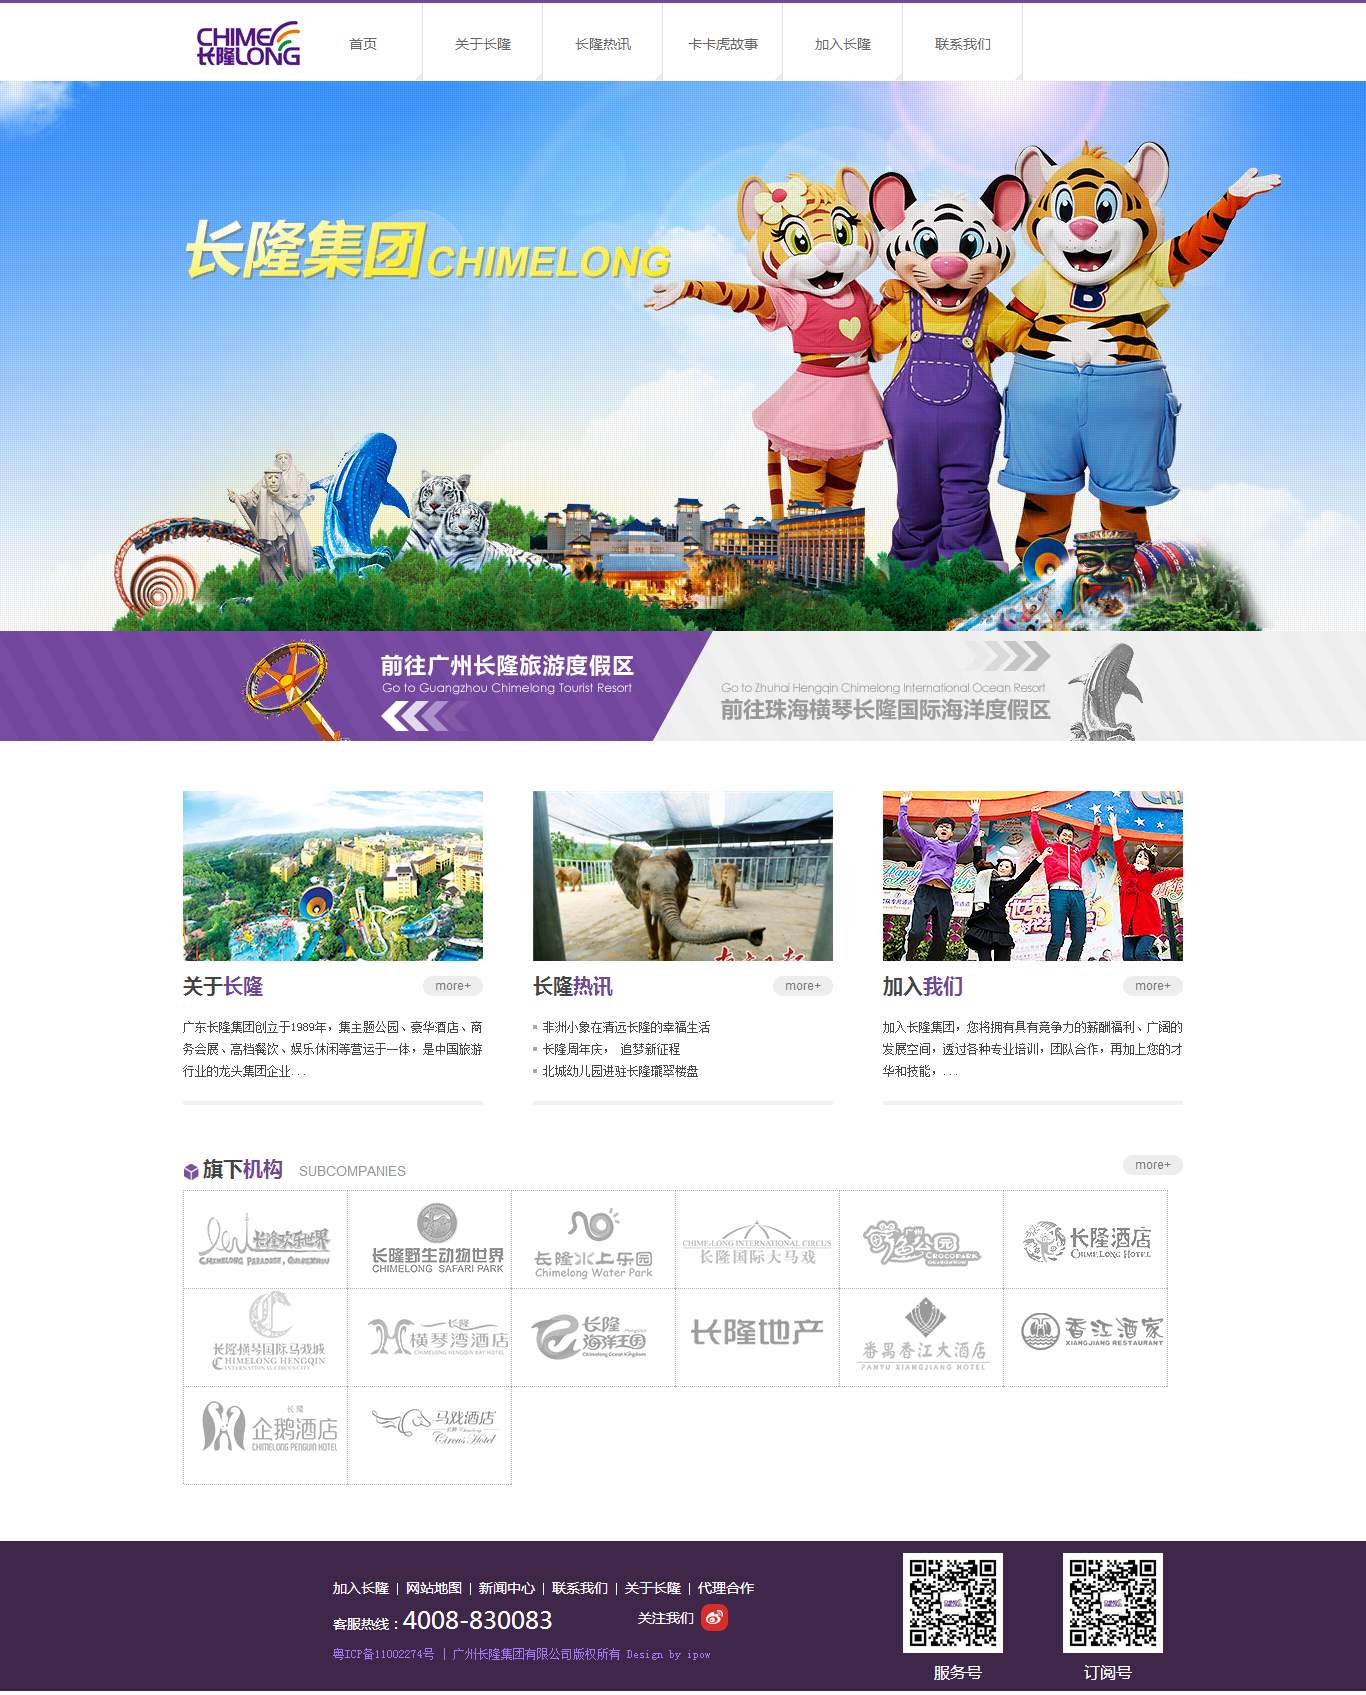 CHIMELONG
长隆LONG
首页
关于长隆
长隆热讯
卡卡虎故事
加入长隆
联系我们
长隆集团 CHIMELONG
B
前往广州长隆旅游度假区
Go to Guangzhou Chimelong Tourist Resort
Go to Zhuhai Hengqin Chimelong International Ocean Resort
前往珠海横琴长隆国际海洋度假区
关于长隆
more+
广东长隆集团创立于1989年，集主题公园、豪华酒店、商
务会展、高档餐饮、娱乐休闲等营运于一体，是中国旅游
行业的龙头集团企业...
长隆热讯
more+
非洲小象在清远长隆的幸福生活
长隆周年庆， 追梦新征程
北城幼儿园进驻长隆瓏翠楼盘
加入我们
more+
加入长隆集团，您将拥有具有竞争力的薪酬福利、广阔的
发展空间，透过各种专业培训，团队合作，再加上您的才
华和技能，...
旗下机构 SUBCOMPANIES
more+
长隆欢乐世界
CHIMELONG PARADISE, GUANGZHOU
长隆野生动物世界
CHIMELONG SAFARI PARK
长隆水上乐园
Chimelong Water Park
CHIME-LONG INTERNATIONAL CIRCUS
长隆国际大马戏
广州
鳄鱼公园
CROCOPARK
GUANGZHOU
长隆酒店
CHIMELONG HOTEL
长隆横琴国际马戏城
CHIMELONG HENGQIN
INTERNATIONAL CIRCUS CITY
长隆
横琴湾酒店
CHIMELONG HENGQIN BAY HOTEL
长隆
海洋王国
Chimelong Ocean Kingdom
长隆地产
番禺香江大酒店
PANYU XIANGJIANG HOTEL
香江酒家
XIANGJIANG RESTAURANT
长隆
企鹅酒店
CHIMELONG PENGUIN HOTEL
马戏酒店
长隆 Chimelong
Circus Hotel
加入长隆 | 网站地图 | 新闻中心 | 联系我们 | 关于长隆 | 代理合作
客服热线：4008-830083
关注我们
粤ICP备11002274号 | 广州长隆集团有限公司版权所有 Design by ipow
服务号
订阅号